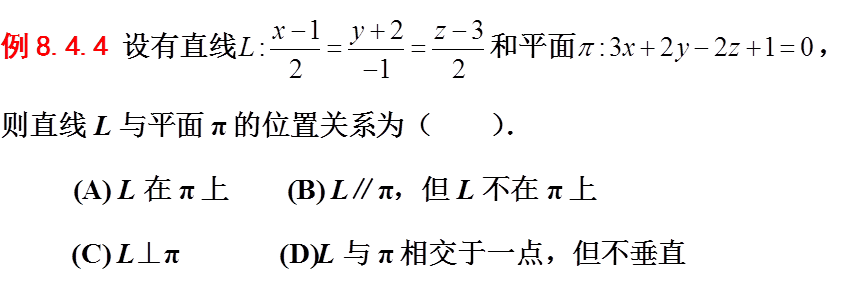 例8.4.4 设有直线L:(x-1)/2=(y+2)/(-1)=(z-3)/2和平面π:3x+2y-2z+1=0，
则直线 L 与平面 π 的位置关系为（　　）.
(A) L 在 π 上　(B) L∥π，但 L 不在 π 上
(C) L⊥π　(D)L 与 π 相交于一点，但不垂直